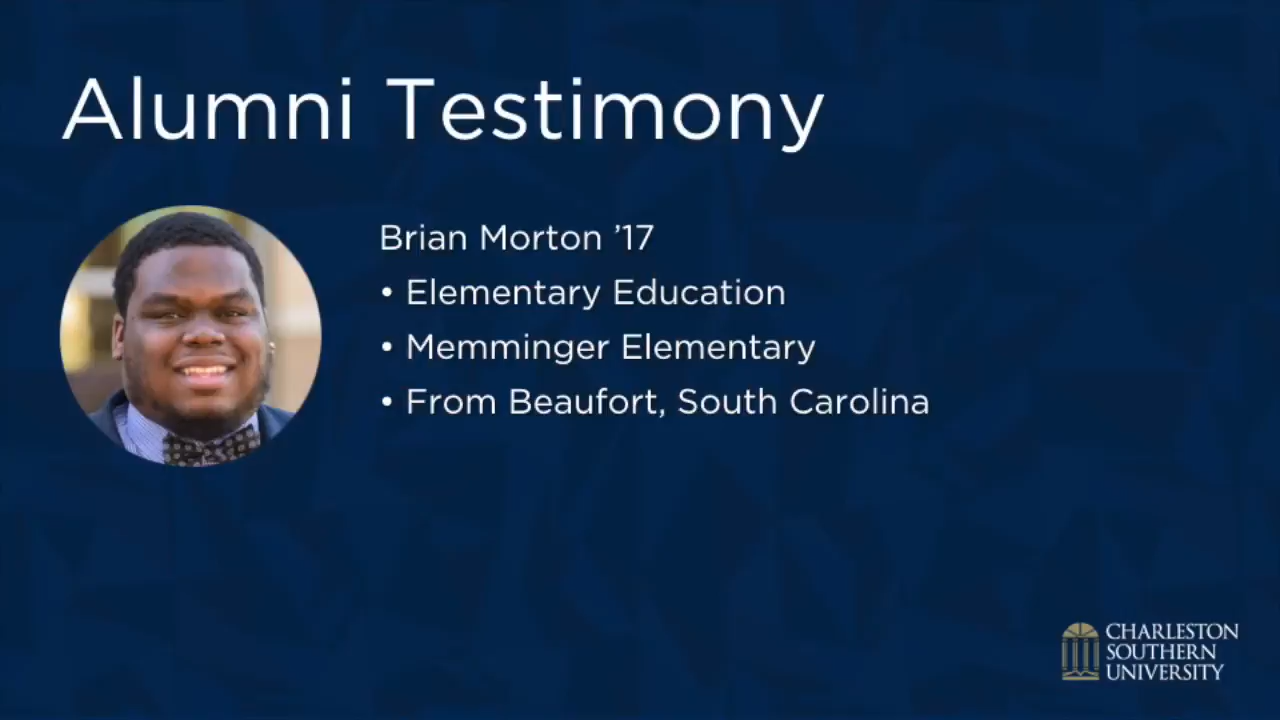 Alumni Testimony
Brian Morton ’17
• Elementary Education
• Memminger Elementary
• From Beaufort, South Carolina
CHARLESTON
SOUTHERN
UNIVERSITY